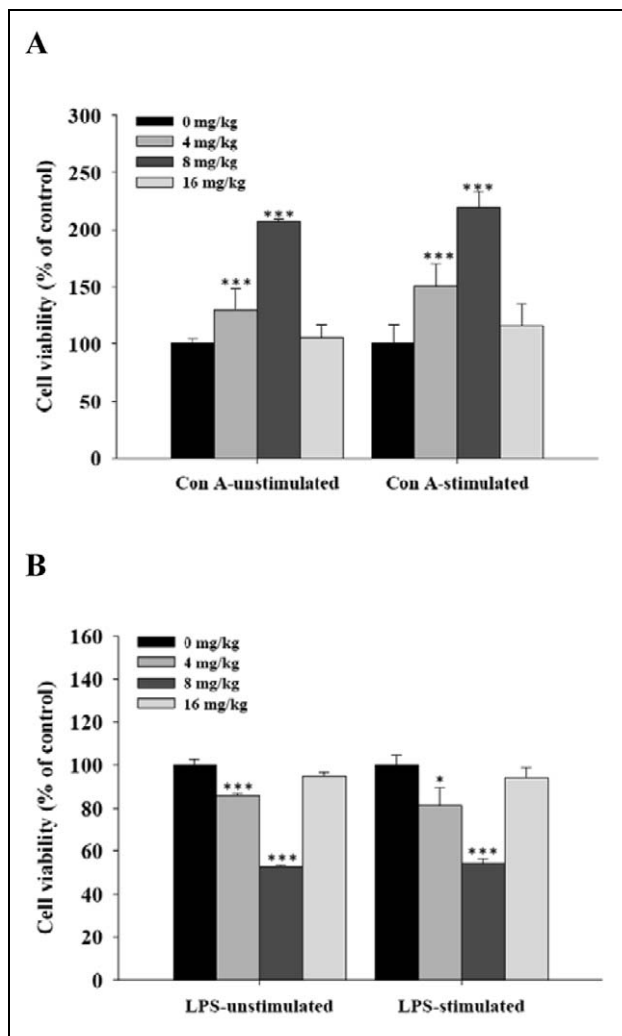 A
Cell viability (% of control)
300
250
200
150
100
50
0
0 mg/kg
4 mg/kg
8 mg/kg
16 mg/kg
***
***
***
***
Con A-unstimulated
Con A-stimulated
B
Cell viability (% of control)
160
140
120
100
80
60
40
20
0
0 mg/kg
4 mg/kg
8 mg/kg
16 mg/kg
***
***
*
***
LPS-unstimulated
LPS-stimulated